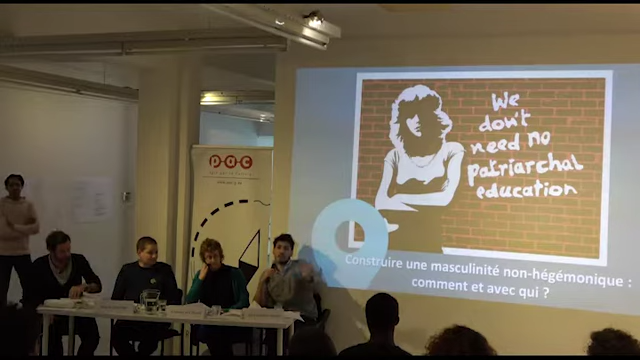 pac
We
don't
need no
patriarchal
education
Construire une masculinité non-hégémonique :
comment et avec qui ?